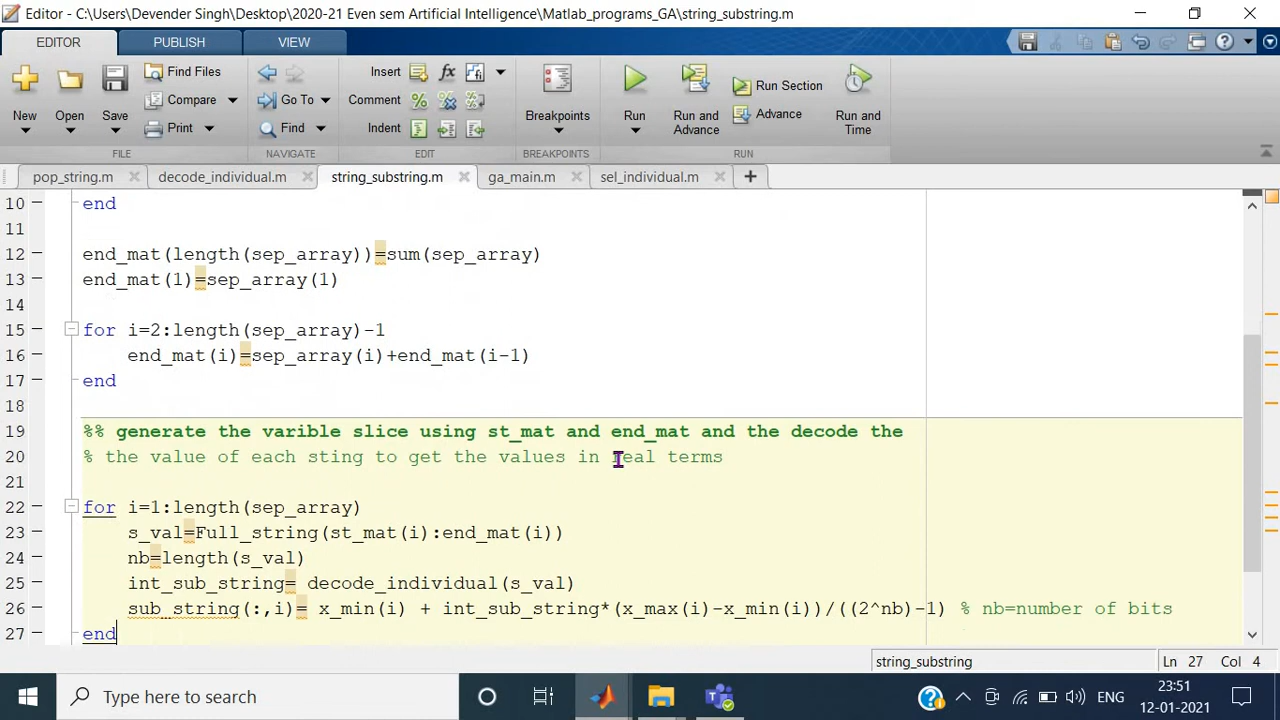 Editor - C:\Users\Devender Singh\Desktop\2020-21 Even sem Artificial Intelligence\Matlab_programs_GA\string_substring.m
EDITOR PUBLISH VIEW
New Open Save Find Files Compare Print
Go To Find
Insert fx Comment Indent
Breakpoints
Run Run and Advance Run Section Advance Run and Time
FILE NAVIGATE EDIT BREAKPOINTS RUN
pop_string.m decode_individual.m string_substring.m ga_main.m sel_individual.m
10 end
11
12 end_mat(length(sep_array))=sum(sep_array)
13 end_mat(1)=sep_array(1)
14
15 for i=2:length(sep_array)-1
16 end_mat(i)=sep_array(i)+end_mat(i-1)
17 end
18
19 %% generate the varible slice using st_mat and end_mat and the decode the
20 % the value of each sting to get the values in real terms
21
22 for i=1:length(sep_array)
23 s_val=Full_string(st_mat(i):end_mat(i))
24 nb=length(s_val)
25 int_sub_string= decode_individual(s_val)
26 sub_string(:,i)= x_min(i) + int_sub_string*(x_max(i)-x_min(i))/((2^nb)-1) % nb=number of bits
27 end
string_substring Ln 27 Col 4
Type here to search
ENG
23:51
12-01-2021